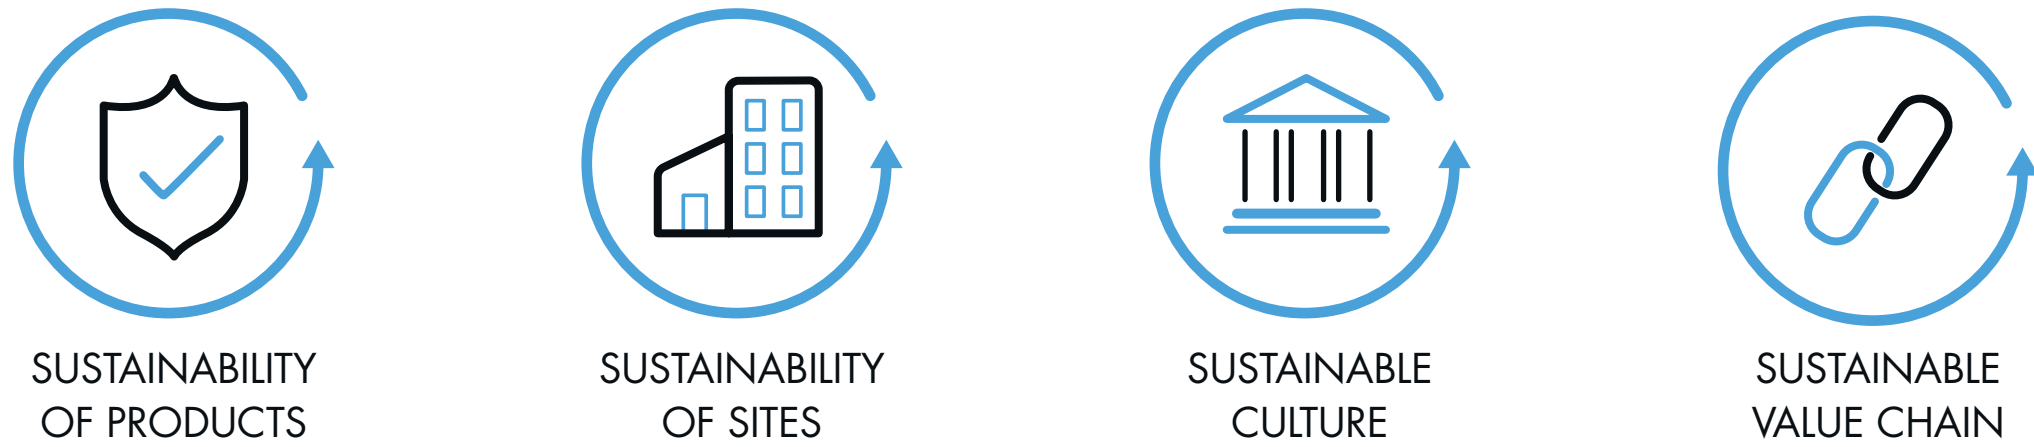 SUSTAINABILITY
OF PRODUCTS
SUSTAINABILITY
OF SITES
SUSTAINABLE
CULTURE
SUSTAINABLE
VALUE CHAIN